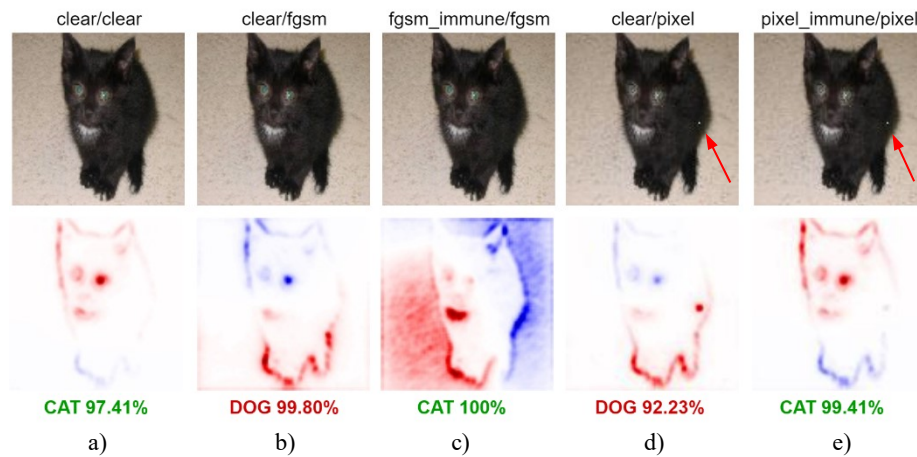 clear/clear clear/fgsm fgsm_immune/fgsm clear/pixel pixel_immune/pixel
CAT 97.41% DOG 99.80% CAT 100% DOG 92.23% CAT 99.41%
a) b) c) d) e)